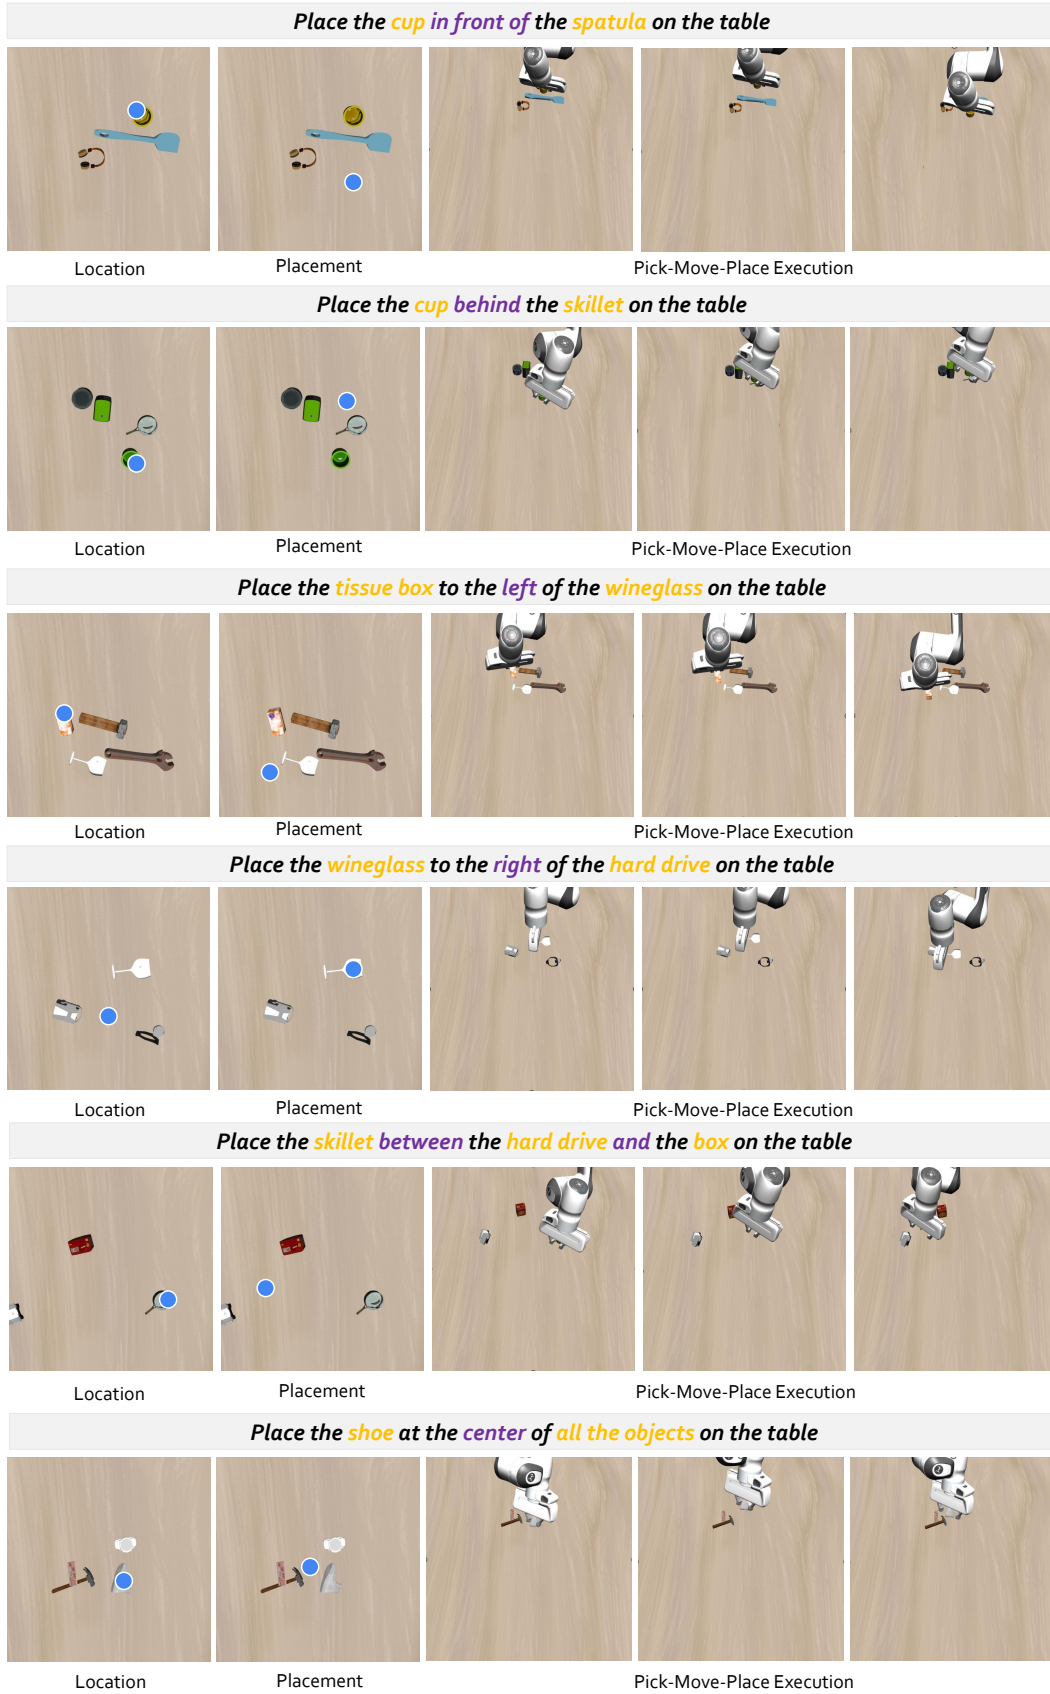 Place the cup in front of the spatula on the table
Location
Placement
Pick-Move-Place Execution
Place the cup behind the skillet on the table
Location
Placement
Pick-Move-Place Execution
Place the tissue box to the left of the wineglass on the table
Location
Placement
Pick-Move-Place Execution
Place the wineglass to the right of the hard drive on the table
Location
Placement
Pick-Move-Place Execution
Place the skillet between the hard drive and the box on the table
Location
Placement
Pick-Move-Place Execution
Place the shoe at the center of all the objects on the table
Location
Placement
Pick-Move-Place Execution